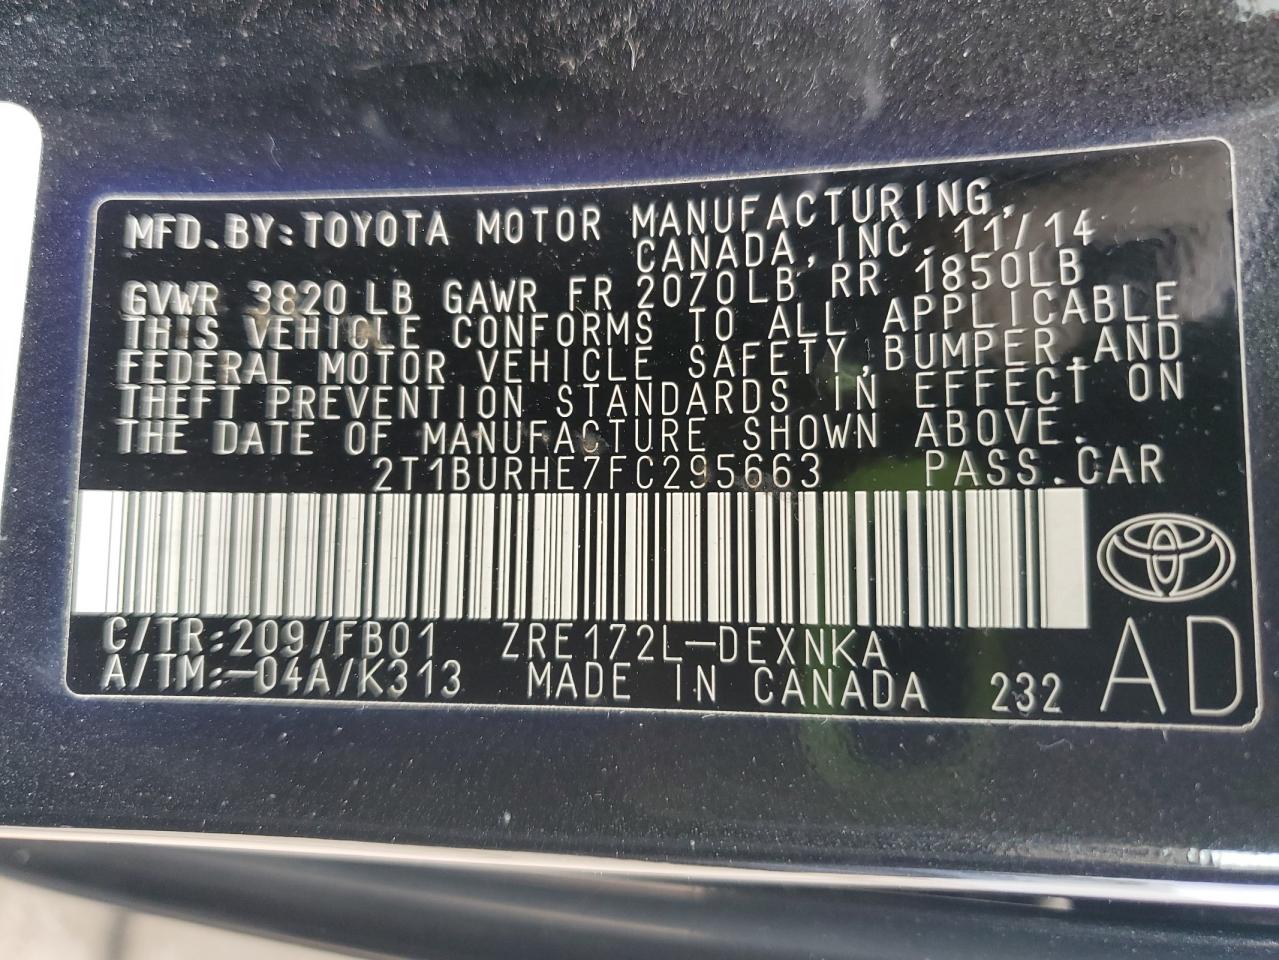 MFD.BY:TOYOTA MOTOR MANUFACTURING,
CANADA,INC. 11/14
GVWR 3820LB GAWR FR 2070LB RR 1850LB
THIS VEHICLE CONFORMS TO ALL APPLICABLE
FEDERAL MOTOR VEHICLE SAFETY,BUMPER,AND
THEFT PREVENTION STANDARDS IN EFFECT ON
THE DATE OF MANUFACTURE SHOWN ABOVE.
2T1BURHE7FC295663 PASS.CAR
C/TR:209/FB01 ZRE172L-DEXNKA
A/TM:-04A/K313 MADE IN CANADA 232
AD